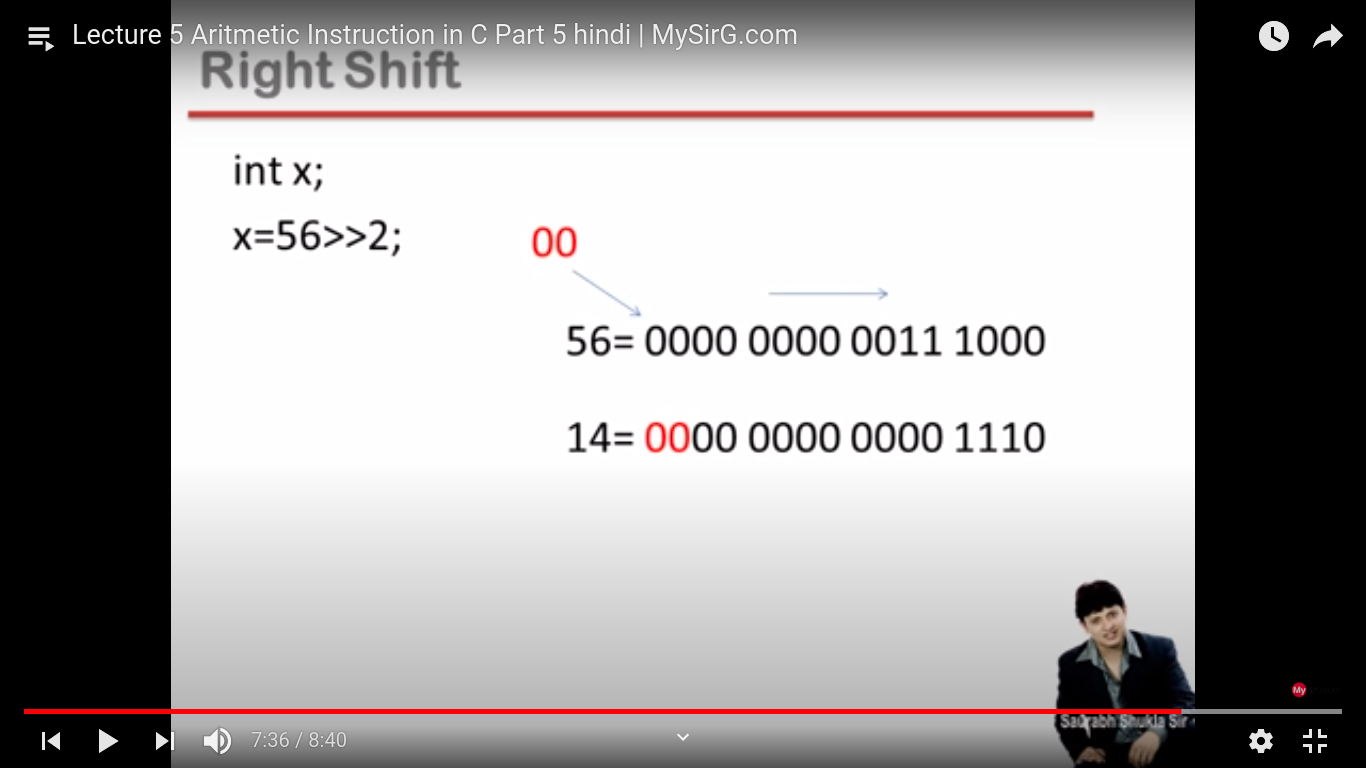 Lecture 5 Aritmetic Instruction in C Part 5 hindi | MySirG.com
Right Shift
int x;
x=56>>2;
00
56= 0000 0000 0011 1000
14= 0000 0000 0000 1110
My
Saurabh Shukla Sir
7:36 / 8:40